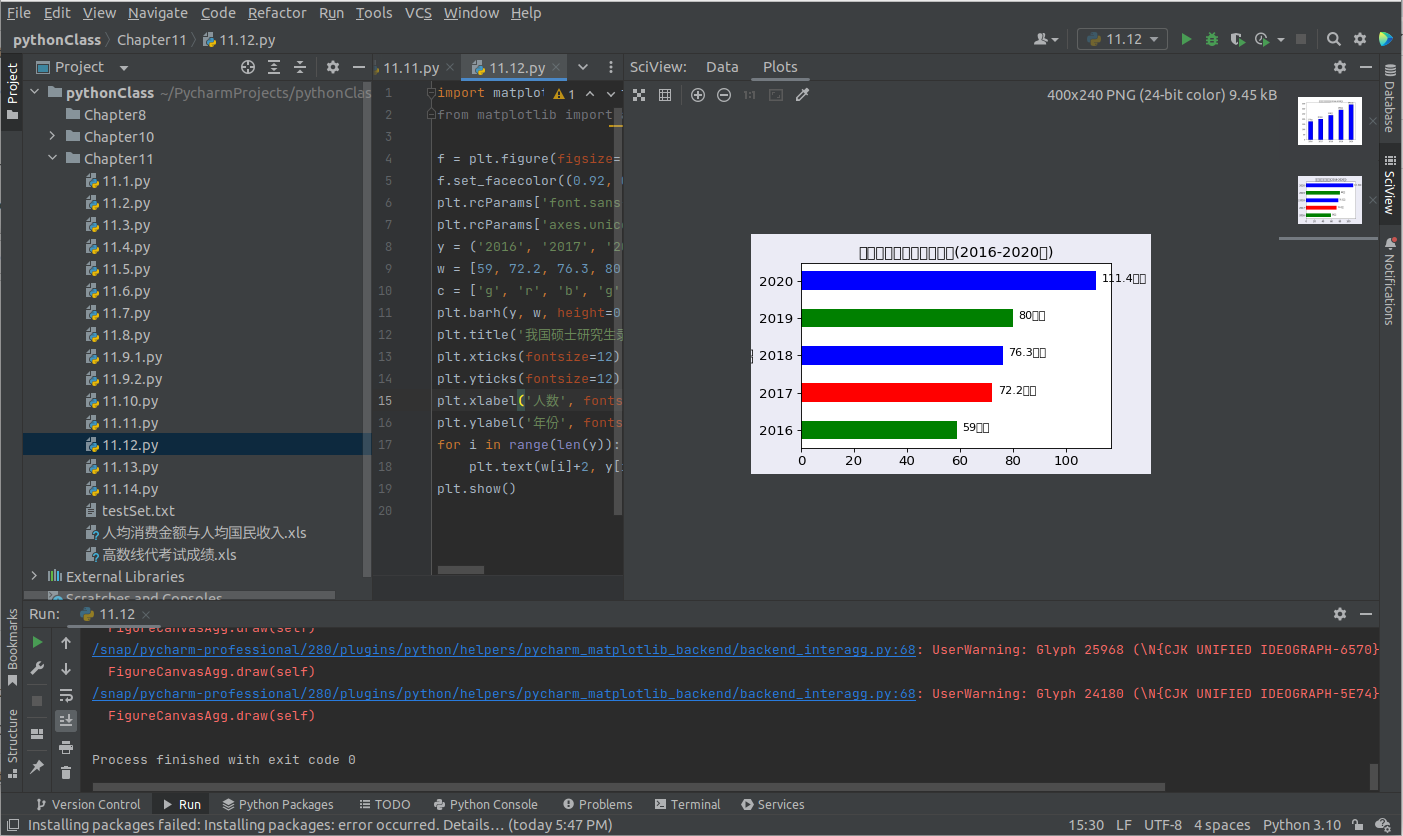 File Edit View Navigate Code Refactor Run Tools VCS Window Help
pythonClass Chapter11 11.12.py
11.12
Project
11.11.py
11.12.py
SciView: Data Plots
pythonClass ~/PycharmProjects/pythonClas
Chapter8
Chapter10
Chapter11
11.1.py
11.2.py
11.3.py
11.4.py
11.5.py
11.6.py
11.7.py
11.8.py
11.9.1.py
11.9.2.py
11.10.py
11.11.py
11.12.py
11.13.py
11.14.py
testSet.txt
人均消费金额与人均国民收入.xls
高数线代考试成绩.xls
External Libraries
Scratches and Consoles
1 import matplot
1
2 from matplotlib import
3
4 f = plt.figure(figsize=
5 f.set_facecolor((0.92,
6 plt.rcParams['font.sans
7 plt.rcParams['axes.unic
8 y = ('2016', '2017', '20
9 w = [59, 72.2, 76.3, 80
10 c = ['g', 'r', 'b', 'g'
11 plt.barh(y, w, height=0
12 plt.title('我国硕士研究生录
13 plt.xticks(fontsize=12)
14 plt.yticks(fontsize=12)
15 plt.xlabel('人数', fonts
16 plt.ylabel('年份', fonts
17 for i in range(len(y)):
18 plt.text(w[i]+2, y[
19 plt.show()
20
1:1
400x240 PNG (24-bit color) 9.45 kB
(2016-2020)
2020 111.4
2019 80
2018 76.3
2017 72.2
2016 59
0 20 40 60 80 100
Project
Bookmarks
Structure
Database
SciView
Notifications
Run: 11.12
FigureCanvasAgg.draw(self)
/snap/pycharm-professional/280/plugins/python/helpers/pycharm_matplotlib_backend/backend_interagg.py:68: UserWarning: Glyph 25968 (\N{CJK UNIFIED IDEOGRAPH-6570}
FigureCanvasAgg.draw(self)
/snap/pycharm-professional/280/plugins/python/helpers/pycharm_matplotlib_backend/backend_interagg.py:68: UserWarning: Glyph 24180 (\N{CJK UNIFIED IDEOGRAPH-5E74}
FigureCanvasAgg.draw(self)
Process finished with exit code 0
Version Control Run Python Packages TODO Python Console Problems Terminal Services
Installing packages failed: Installing packages: error occurred. Details... (today 5:47 PM)
15:30 LF UTF-8 4 spaces Python 3.10